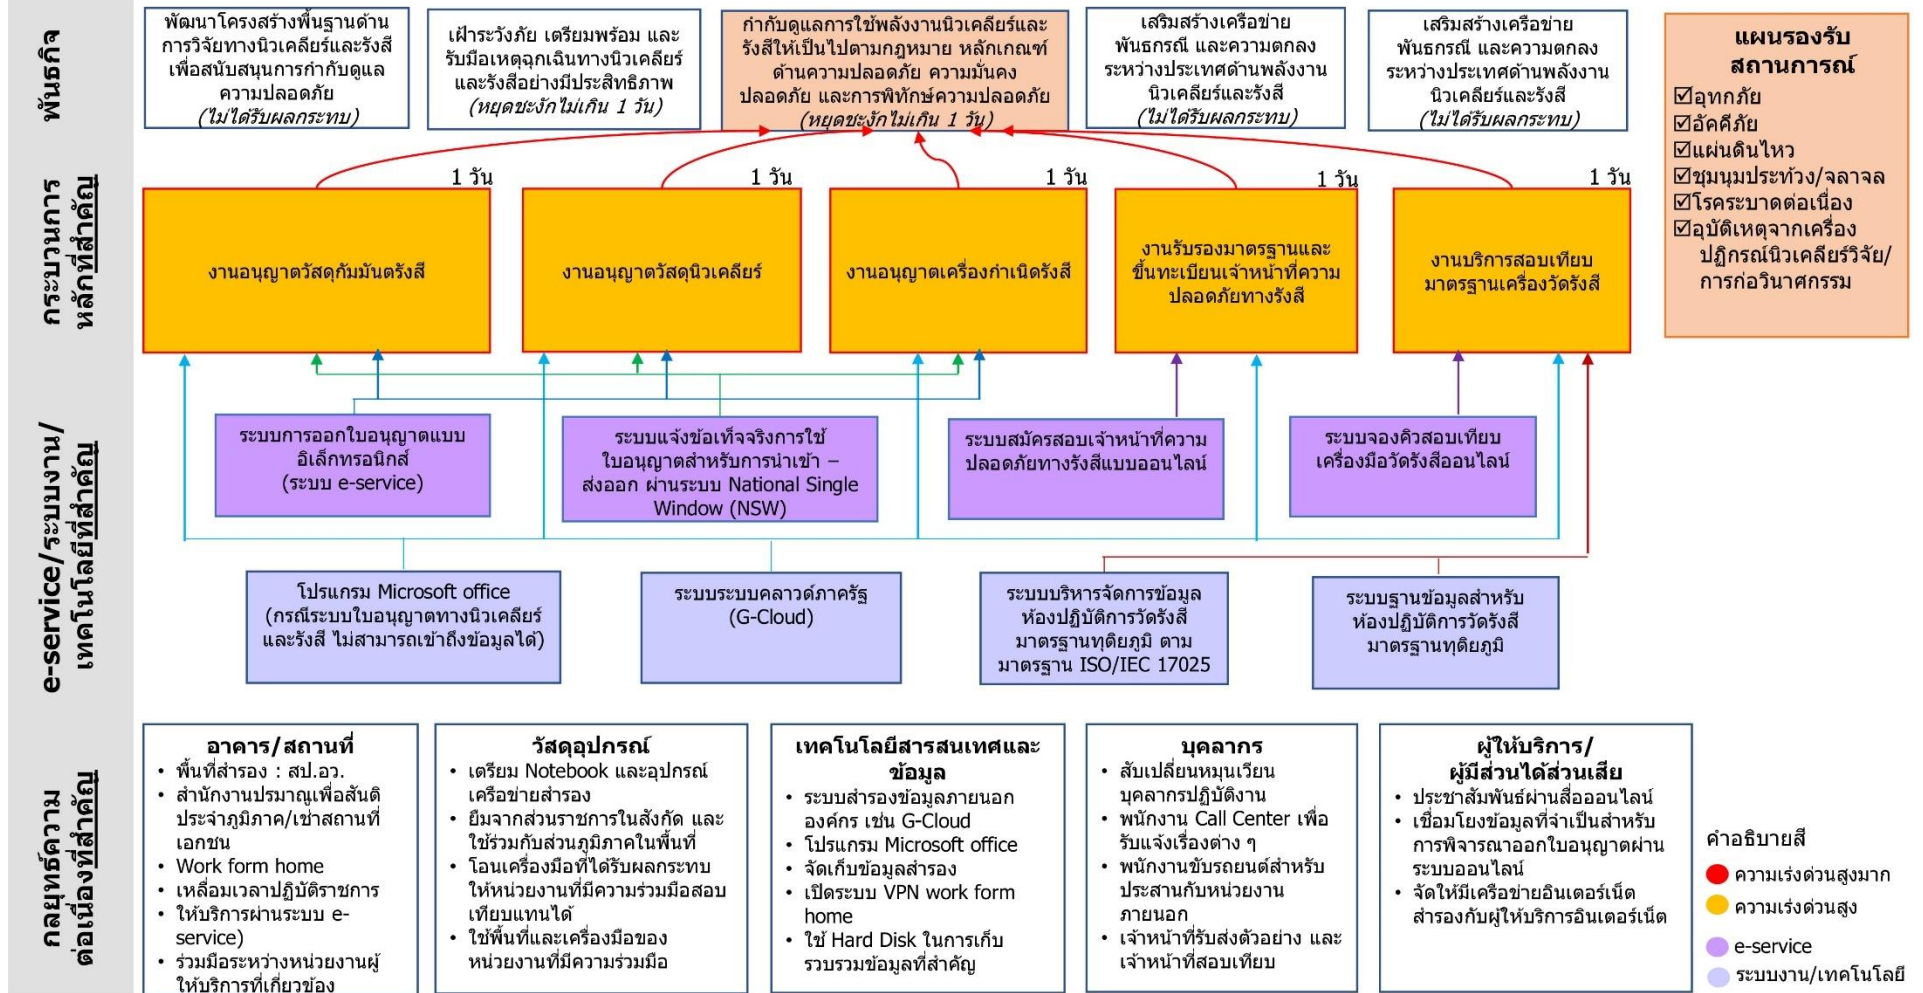 พันธกิจ
พัฒนาโครงสร้างพื้นฐานด้าน
การวิจัยทางนิวเคลียร์และรังสี
เพื่อสนับสนุนการกำกับดูแล
ความปลอดภัย
(ไม่ได้รับผลกระทบ)
เฝ้าระวังภัย เตรียมพร้อม และ
รับมือเหตุฉุกเฉินทางนิวเคลียร์
และรังสีอย่างมีประสิทธิภาพ
(หยุดชะงักไม่เกิน 1 วัน)
กำกับดูแลการใช้พลังงานนิวเคลียร์และ
รังสีให้เป็นไปตามกฎหมาย หลักเกณฑ์
ด้านความปลอดภัย ความมั่นคง
ปลอดภัย และการพิทักษ์ความปลอดภัย
(หยุดชะงักไม่เกิน 1 วัน)
เสริมสร้างเครือข่าย
พันธกรณี และความตกลง
ระหว่างประเทศด้านพลังงาน
นิวเคลียร์และรังสี
(ไม่ได้รับผลกระทบ)
เสริมสร้างเครือข่าย
พันธกรณี และความตกลง
ระหว่างประเทศด้านพลังงาน
นิวเคลียร์และรังสี
(ไม่ได้รับผลกระทบ)
แผนรองรับ
สถานการณ์
☑อุทกภัย
☑อัคคีภัย
☑แผ่นดินไหว
☑ชุมนุมประท้วง/จลาจล
☑โรคระบาดต่อเนื่อง
☑อุบัติเหตุจากเครื่อง
ปฏิกรณ์นิวเคลียร์วิจัย/
การก่อวินาศกรรม
กระบวนการ
หลักที่สำคัญ
1 วัน
งานอนุญาตวัสดุกัมมันตรังสี
1 วัน
งานอนุญาตวัสดุนิวเคลียร์
1 วัน
งานอนุญาตเครื่องกำเนิดรังสี
1 วัน
งานรับรองมาตรฐานและ
ขึ้นทะเบียนเจ้าหน้าที่ความ
ปลอดภัยทางรังสี
1 วัน
งานบริการสอบเทียบ
มาตรฐานเครื่องวัดรังสี
e-service/ระบบงาน/
เทคโนโลยีที่สำคัญ
ระบบการออกใบอนุญาตแบบ
อิเล็กทรอนิกส์
(ระบบ e-service)
ระบบแจ้งข้อเท็จจริงการใช้
ใบอนุญาตสำหรับการนำเข้า –
ส่งออก ผ่านระบบ National Single
Window (NSW)
ระบบสมัครสอบเจ้าหน้าที่ความ
ปลอดภัยทางรังสีแบบออนไลน์
ระบบจองคิวสอบเทียบ
เครื่องมือวัดรังสีออนไลน์
โปรแกรม Microsoft office
(กรณีระบบใบอนุญาตทางนิวเคลียร์
และรังสี ไม่สามารถเข้าถึงข้อมูลได้)
ระบบระบบคลาวด์ภาครัฐ
(G-Cloud)
ระบบบริหารจัดการข้อมูล
ห้องปฏิบัติการวัดรังสี
มาตรฐานทุติยภูมิ ตาม
มาตรฐาน ISO/IEC 17025
ระบบฐานข้อมูลสำหรับ
ห้องปฏิบัติการวัดรังสี
มาตรฐานทุติยภูมิ
กลยุทธ์ความ
ต่อเนื่องที่สำคัญ
อาคาร/สถานที่
• พื้นที่สำรอง : สป.อว.
• สำนักงานปรมาณูเพื่อสันติ
ประจำภูมิภาค/เช่าสถานที่
เอกชน
• Work form home
• เหลื่อมเวลาปฏิบัติราชการ
• ให้บริการผ่านระบบ e-
service)
• ร่วมมือระหว่างหน่วยงานผู้
ให้บริการที่เกี่ยวข้อง
วัสดุอุปกรณ์
• เตรียม Notebook และอุปกรณ์
เครือข่ายสำรอง
• ยืมจากส่วนราชการในสังกัด และ
ใช้ร่วมกับส่วนภูมิภาคในพื้นที่
• โอนเครื่องมือที่ได้รับผลกระทบ
ให้หน่วยงานที่มีความร่วมมือสอบ
เทียบแทนได้
• ใช้พื้นที่และเครื่องมือของ
หน่วยงานที่มีความร่วมมือ
เทคโนโลยีสารสนเทศและ
ข้อมูล
• ระบบสำรองข้อมูลภายนอก
องค์กร เช่น G-Cloud
• โปรแกรม Microsoft office
• จัดเก็บข้อมูลสำรอง
• เปิดระบบ VPN work form
home
• ใช้ Hard Disk ในการเก็บ
รวบรวมข้อมูลที่สำคัญ
บุคลากร
• สับเปลี่ยนหมุนเวียน
บุคลากรปฏิบัติงาน
• พนักงาน Call Center เพื่อ
รับแจ้งเรื่องต่าง ๆ
• พนักงานขับรถยนต์สำหรับ
ประสานกับหน่วยงาน
ภายนอก
• เจ้าหน้าที่รับส่งตัวอย่าง และ
เจ้าหน้าที่สอบเทียบ
ผู้ให้บริการ/
ผู้มีส่วนได้ส่วนเสีย
• ประชาสัมพันธ์ผ่านสื่อออนไลน์
• เชื่อมโยงข้อมูลที่จำเป็นสำหรับ
การพิจารณาออกใบอนุญาตผ่าน
ระบบออนไลน์
• จัดให้มีเครือข่ายอินเตอร์เน็ต
สำรองกับผู้ให้บริการอินเตอร์เน็ต
คำอธิบายสี
ความเร่งด่วนสูงมาก
ความเร่งด่วนสูง
e-service
ระบบงาน/เทคโนโลยี